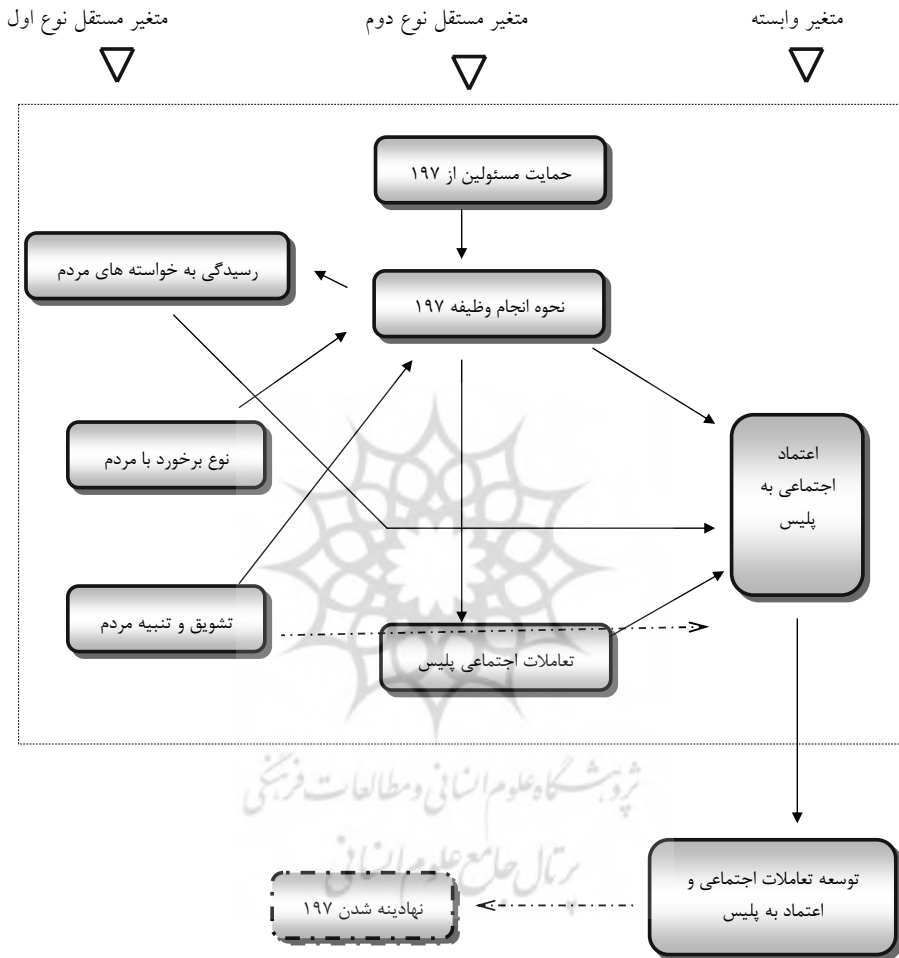 متغیر وابسته
متغیر مستقل نوع دوم
متغیر مستقل نوع اول
حمایت مسئولین از ۱۹۷
رسیدگی به خواسته های مردم
نحوه انجام وظیفه ۱۹۷
نوع برخورد با مردم
اعتماد
اجتماعی به
پلیس
تشویق و تنبیه مردم
تعاملات اجتماعی پلیس
پژوهشگاه علوم انسانی و مطالعات فرهنگی
پرتال جامع علوم انسانی
توسعه تعاملات اجتماعی و
اعتماد به پلیس
نهادینه شدن ۱۹۷